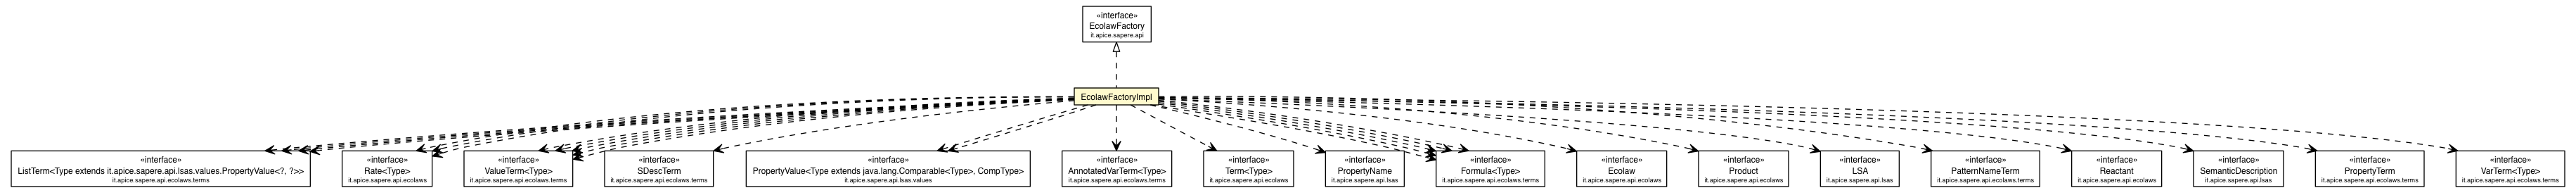 «interface»
EcolawFactory
it.apice.sapere.api
EcolawFactoryImpl
«interface»
ListTerm<Type extends it.apice.sapere.api.lsas.values.PropertyValue<?, ?>>
it.apice.sapere.api.ecolaws.terms
«interface»
Rate<Type>
it.apice.sapere.api.ecolaws
«interface»
ValueTerm<Type>
it.apice.sapere.api.ecolaws.terms
«interface»
SDescTerm
it.apice.sapere.api.ecolaws.terms
«interface»
PropertyValue<Type extends java.lang.Comparable<Type>, CompType>
it.apice.sapere.api.lsas.values
«interface»
AnnotatedVarTerm<Type>
it.apice.sapere.api.ecolaws.terms
«interface»
Term<Type>
it.apice.sapere.api.ecolaws
«interface»
PropertyName
it.apice.sapere.api.lsas
«interface»
Formula<Type>
it.apice.sapere.api.ecolaws.terms
«interface»
Ecolaw
it.apice.sapere.api.ecolaws
«interface»
Product
it.apice.sapere.api.ecolaws
«interface»
LSA
it.apice.sapere.api.lsas
«interface»
PatternNameTerm
it.apice.sapere.api.ecolaws.terms
«interface»
Reactant
it.apice.sapere.api.ecolaws
«interface»
SemanticDescription
it.apice.sapere.api.lsas
«interface»
PropertyTerm
it.apice.sapere.api.ecolaws.terms
«interface»
VarTerm<Type>
it.apice.sapere.api.ecolaws.terms